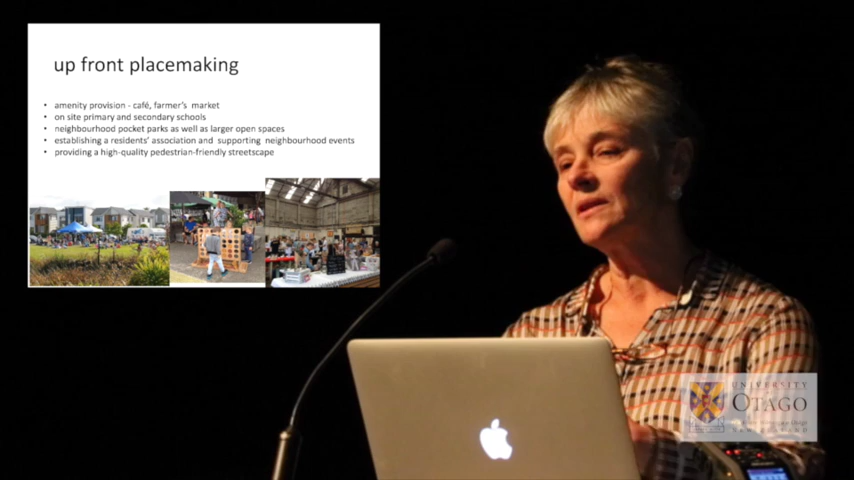 up front placemaking
• amenity provision - café, farmer's market
• on site primary and secondary schools
• neighbourhood pocket parks as well as larger open spaces
• establishing a residents' association and supporting neighbourhood events
• providing a high-quality pedestrian-friendly streetscape
UNIVERSITY
OTAGO
NEW ZEALAND